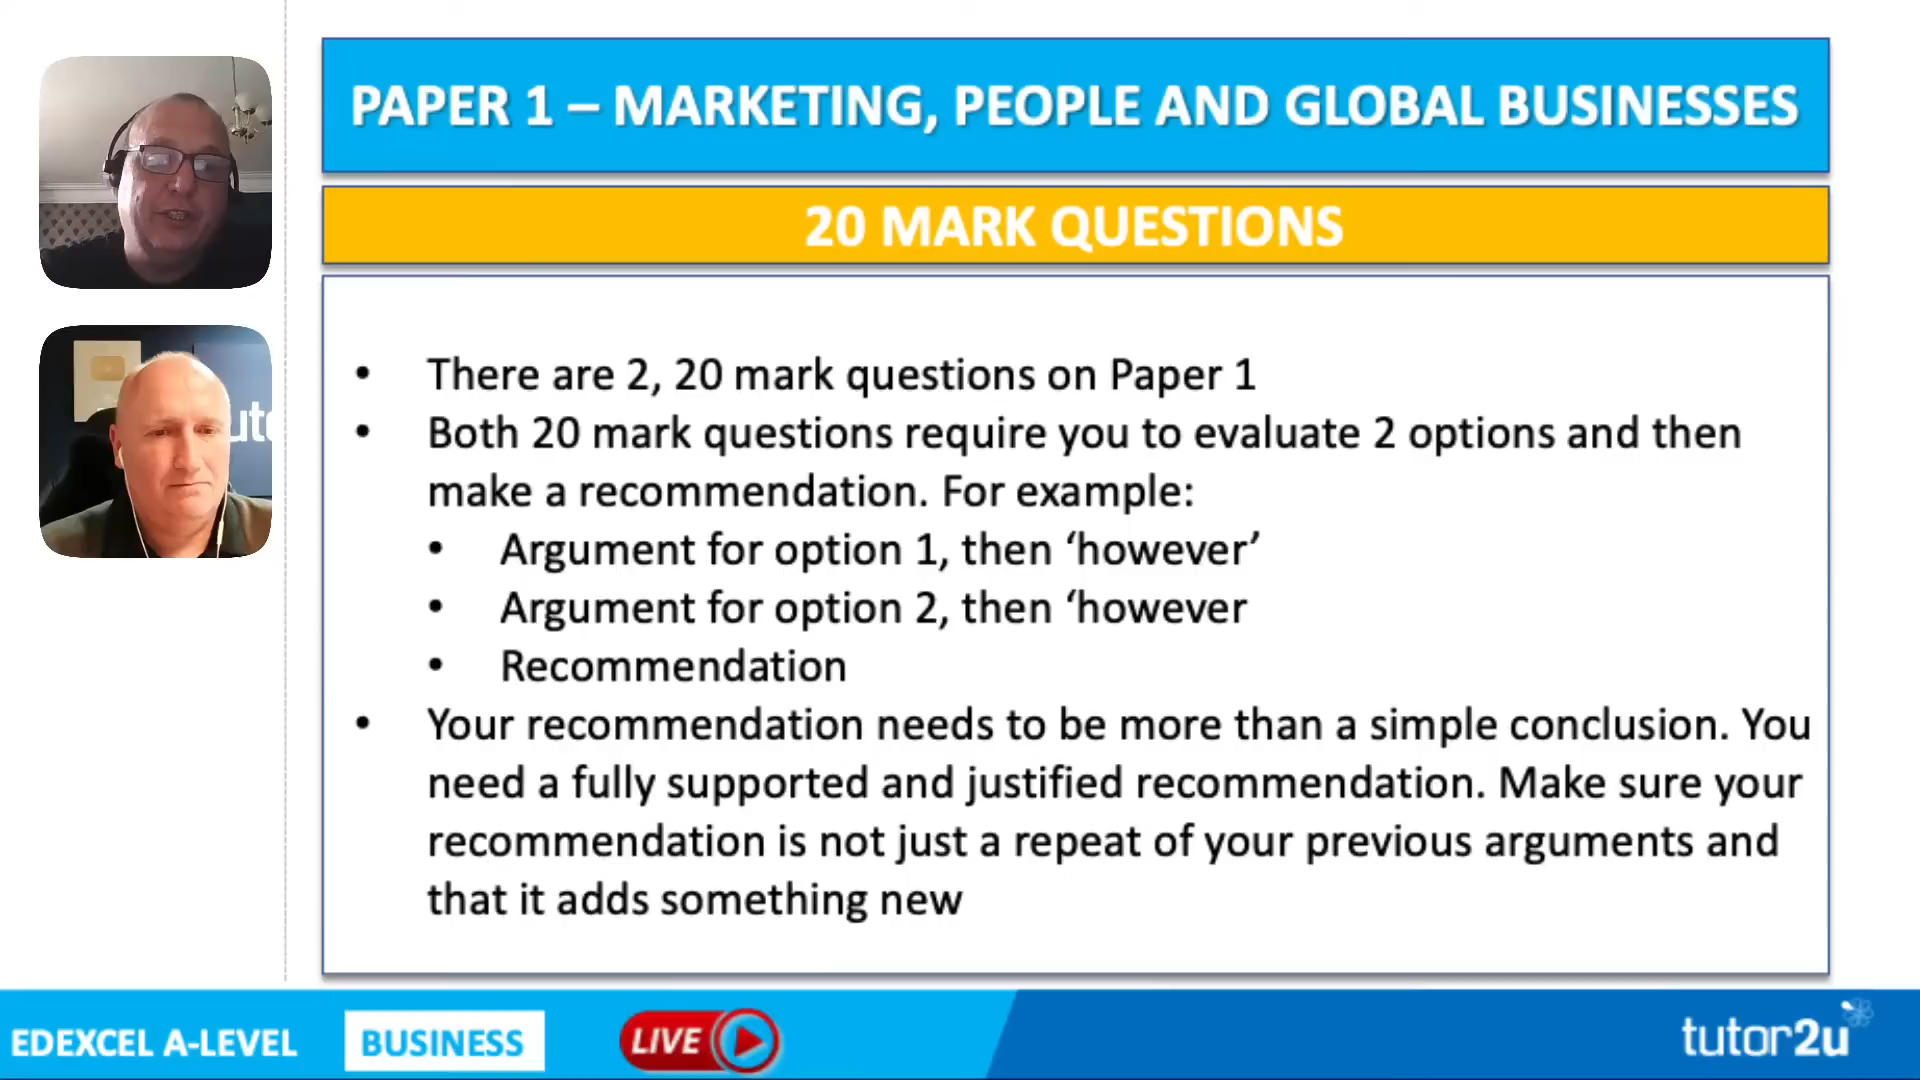 PAPER 1 – MARKETING, PEOPLE AND GLOBAL BUSINESSES
20 MARK QUESTIONS
• There are 2, 20 mark questions on Paper 1
• Both 20 mark questions require you to evaluate 2 options and then
make a recommendation. For example:
• Argument for option 1, then ‘however’
• Argument for option 2, then ‘however
• Recommendation
• Your recommendation needs to be more than a simple conclusion. You
need a fully supported and justified recommendation. Make sure your
recommendation is not just a repeat of your previous arguments and
that it adds something new
ute
EDEXCEL A-LEVEL
BUSINESS
LIVE
tutor2u